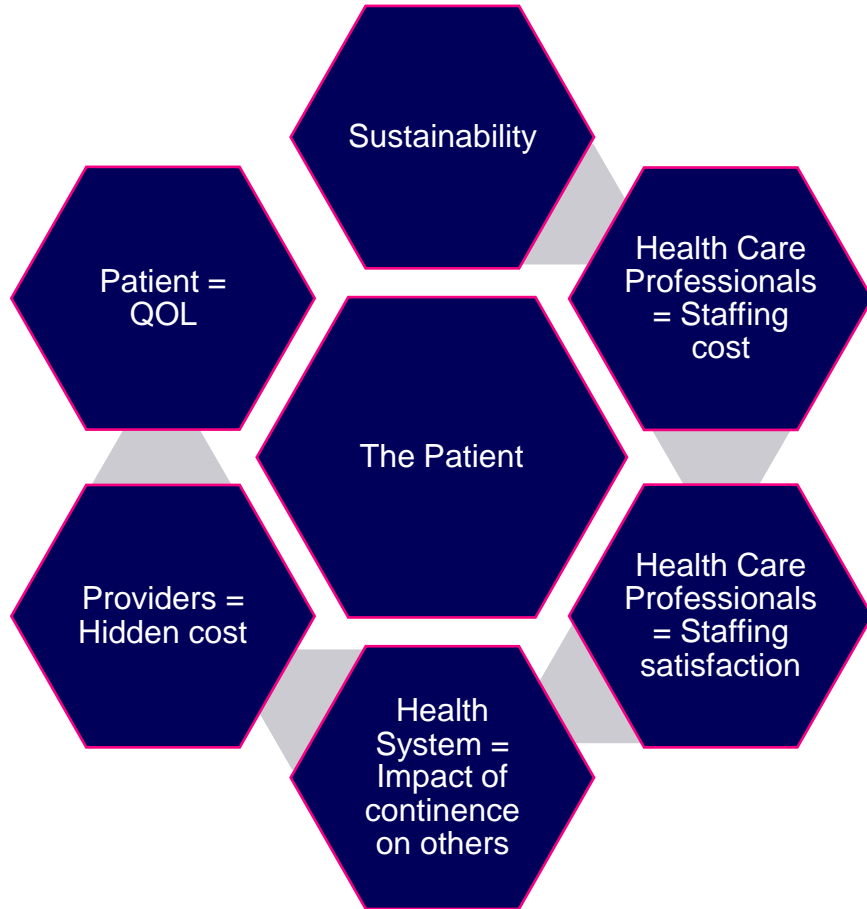 Sustainability
Health Care
Professionals
= Staffing
cost
Patient =
QOL
The Patient
Health Care
Professionals
= Staffing
satisfaction
Providers =
Hidden cost
Health
System =
Impact of
continence
on others